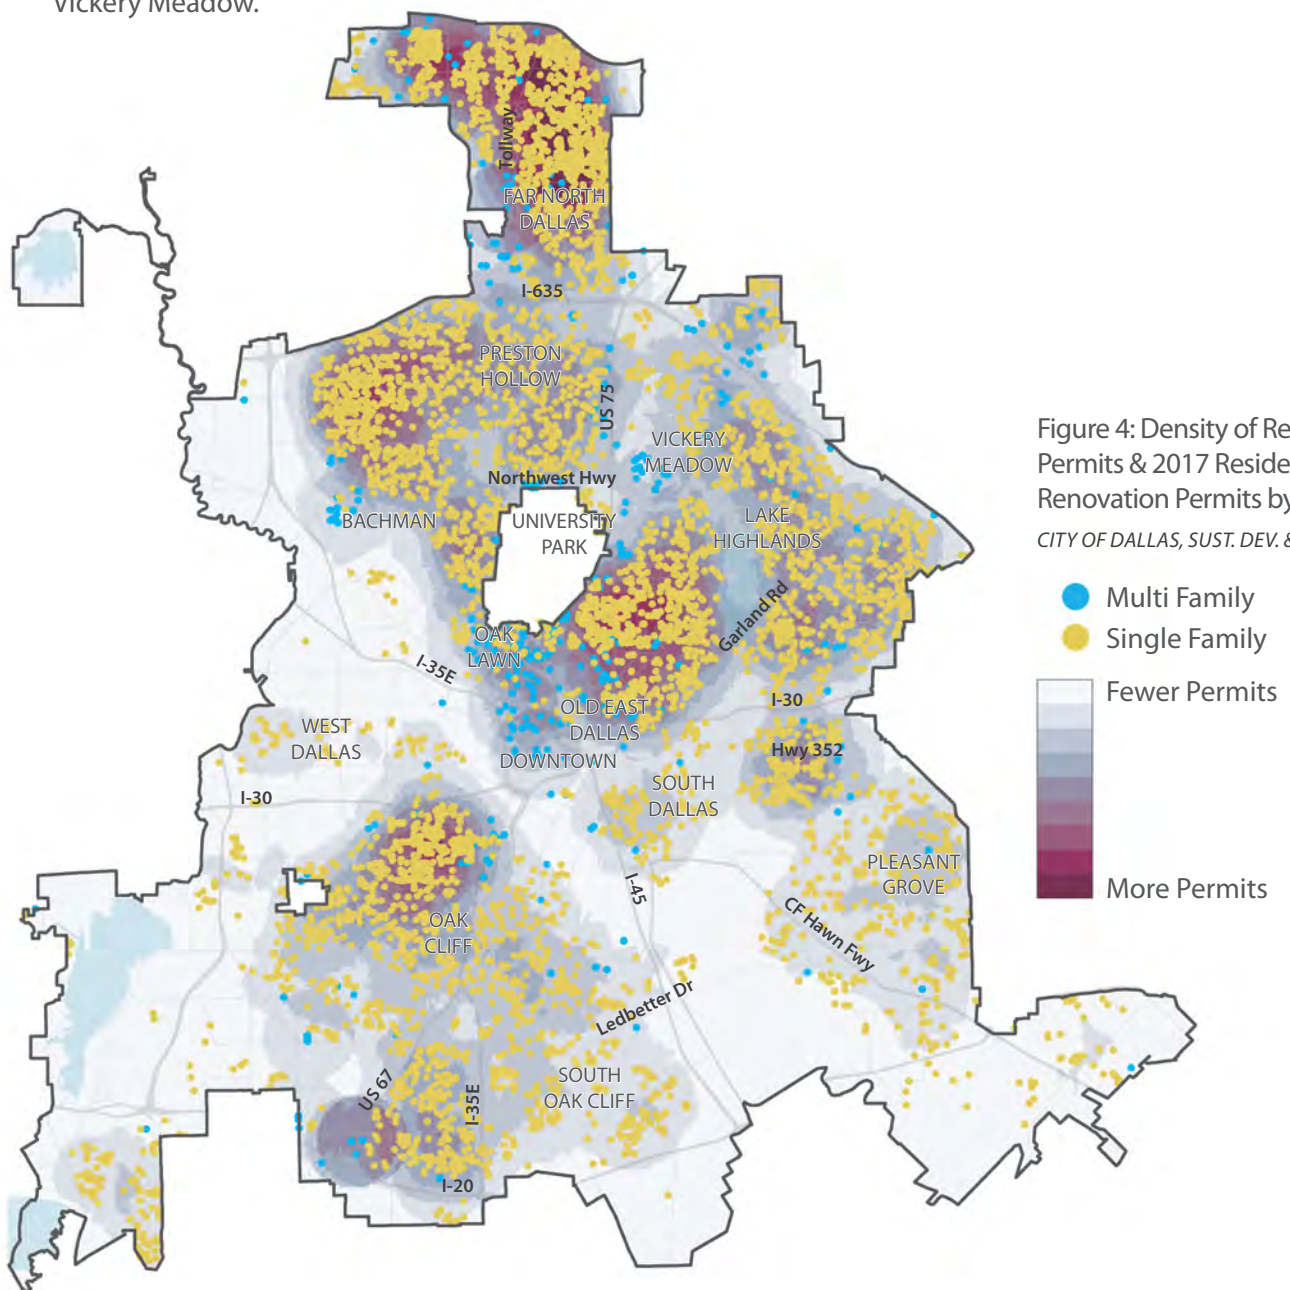 Vickery Meadow.
Tollway
FAR NORTH
DALLAS
I-635
PRESTON
HOLLOW
US 75
VICKERY
MEADOW
Northwest Hwy
BACHMAN
UNIVERSITY
PARK
LAKE
HIGHLANDS
Garland Rd
OAK
LAWN
I-35E
I-30
OLD EAST
DALLAS
WEST
DALLAS
Hwy 352
DOWNTOWN
SOUTH
DALLAS
I-30
PLEASANT
GROVE
I-45
CF Hawn Fwy
OAK
CLIFF
Ledbetter Dr
US 67
I-35E
SOUTH
OAK CLIFF
I-20
Figure 4: Density of Re
Permits & 2017 Reside
Renovation Permits by
CITY OF DALLAS, SUST. DEV. &
Multi Family
Single Family
Fewer Permits
More Permits